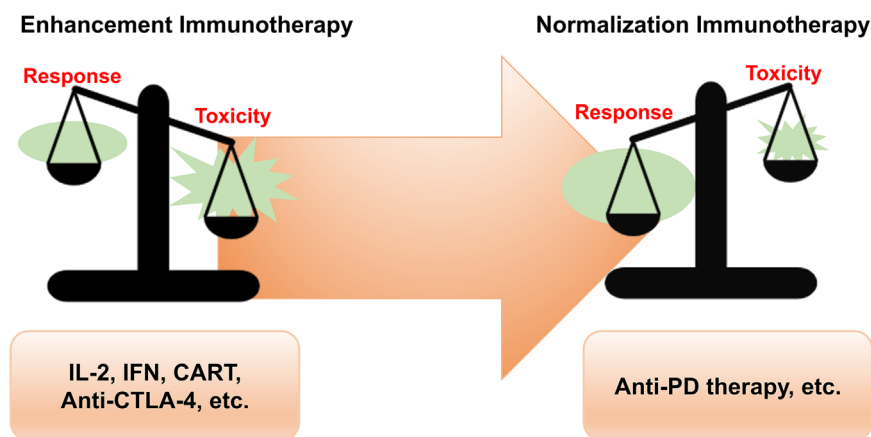 Enhancement Immunotherapy
Normalization Immunotherapy
Response
Toxicity
Toxicity
Response
IL-2, IFN, CART,
Anti-CTLA-4, etc.
Anti-PD therapy, etc.